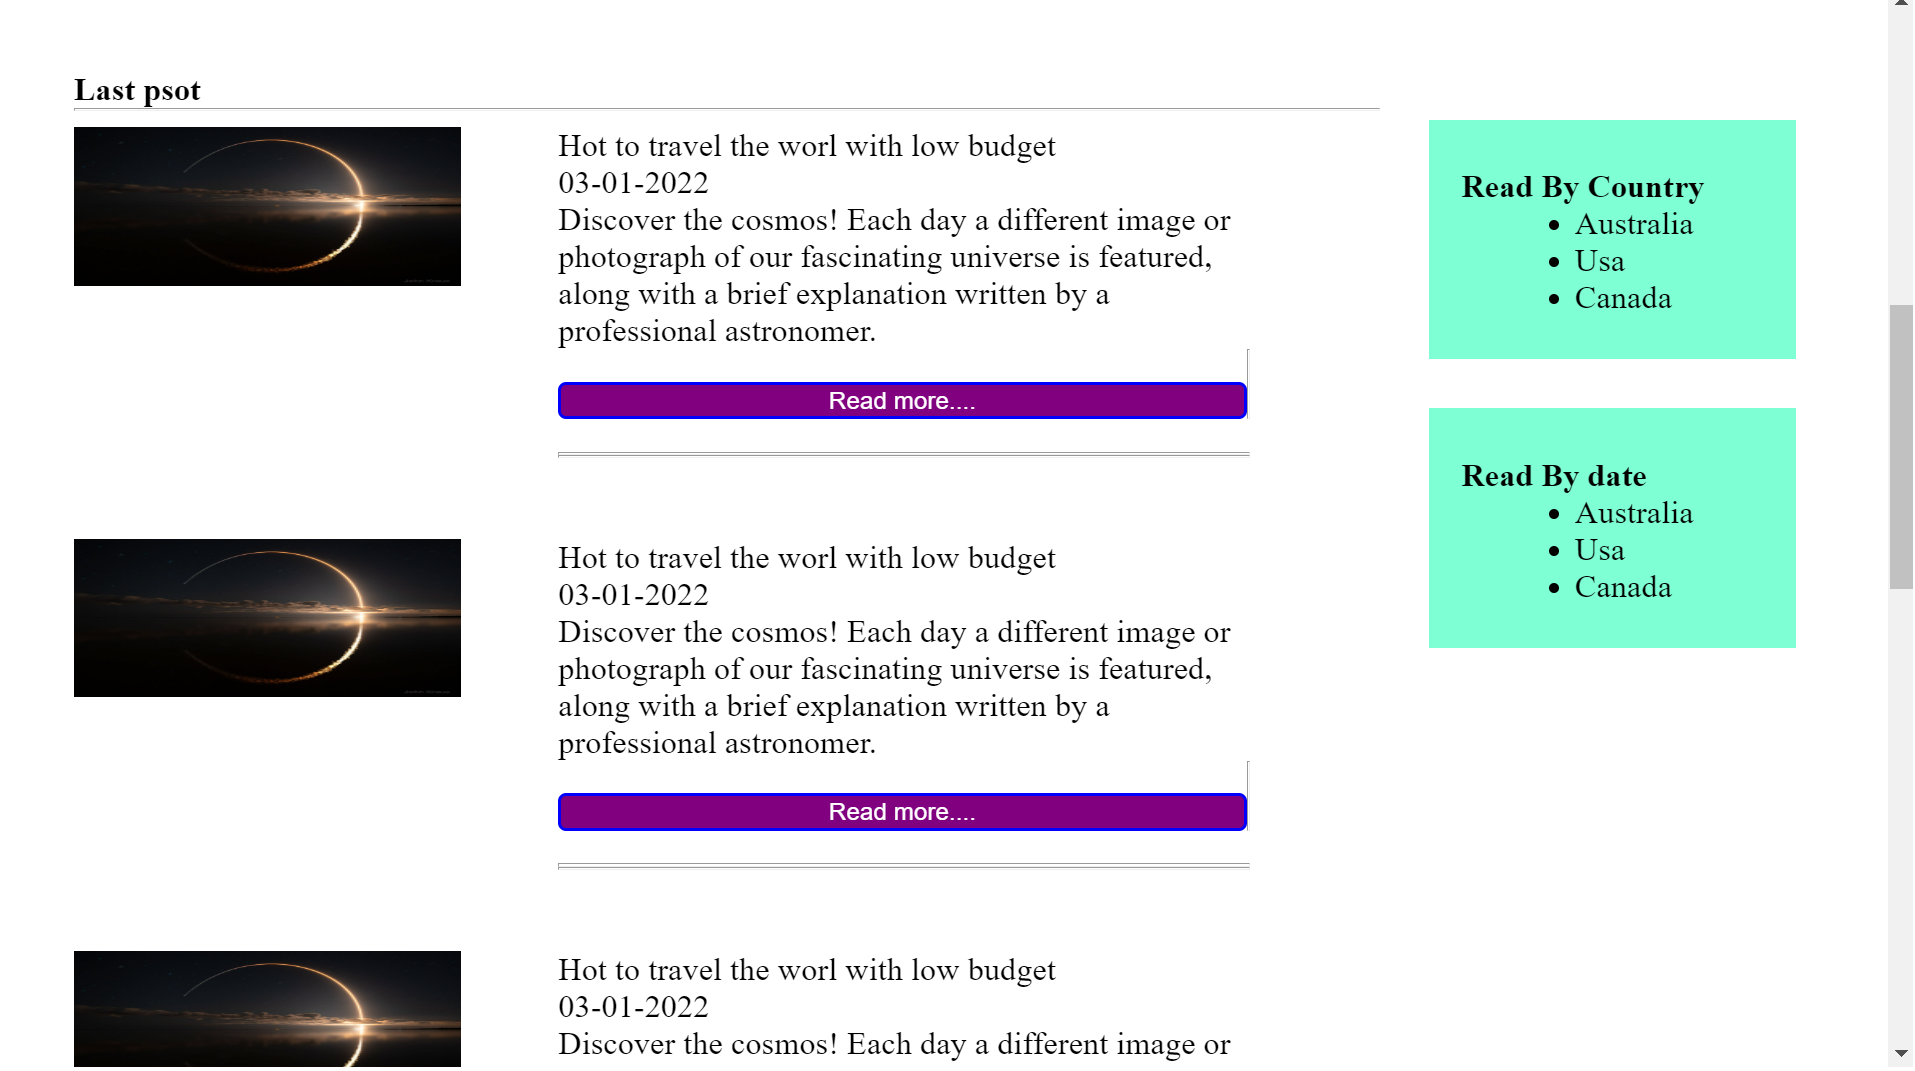 Last psot
Hot to travel the worl with low budget
03-01-2022
Discover the cosmos! Each day a different image or
photograph of our fascinating universe is featured,
along with a brief explanation written by a
professional astronomer.
Read more....
Hot to travel the worl with low budget
03-01-2022
Discover the cosmos! Each day a different image or
photograph of our fascinating universe is featured,
along with a brief explanation written by a
professional astronomer.
Read more....
Hot to travel the worl with low budget
03-01-2022
Discover the cosmos! Each day a different image or
Read By Country
Australia
Usa
Canada
Read By date
Australia
Usa
Canada